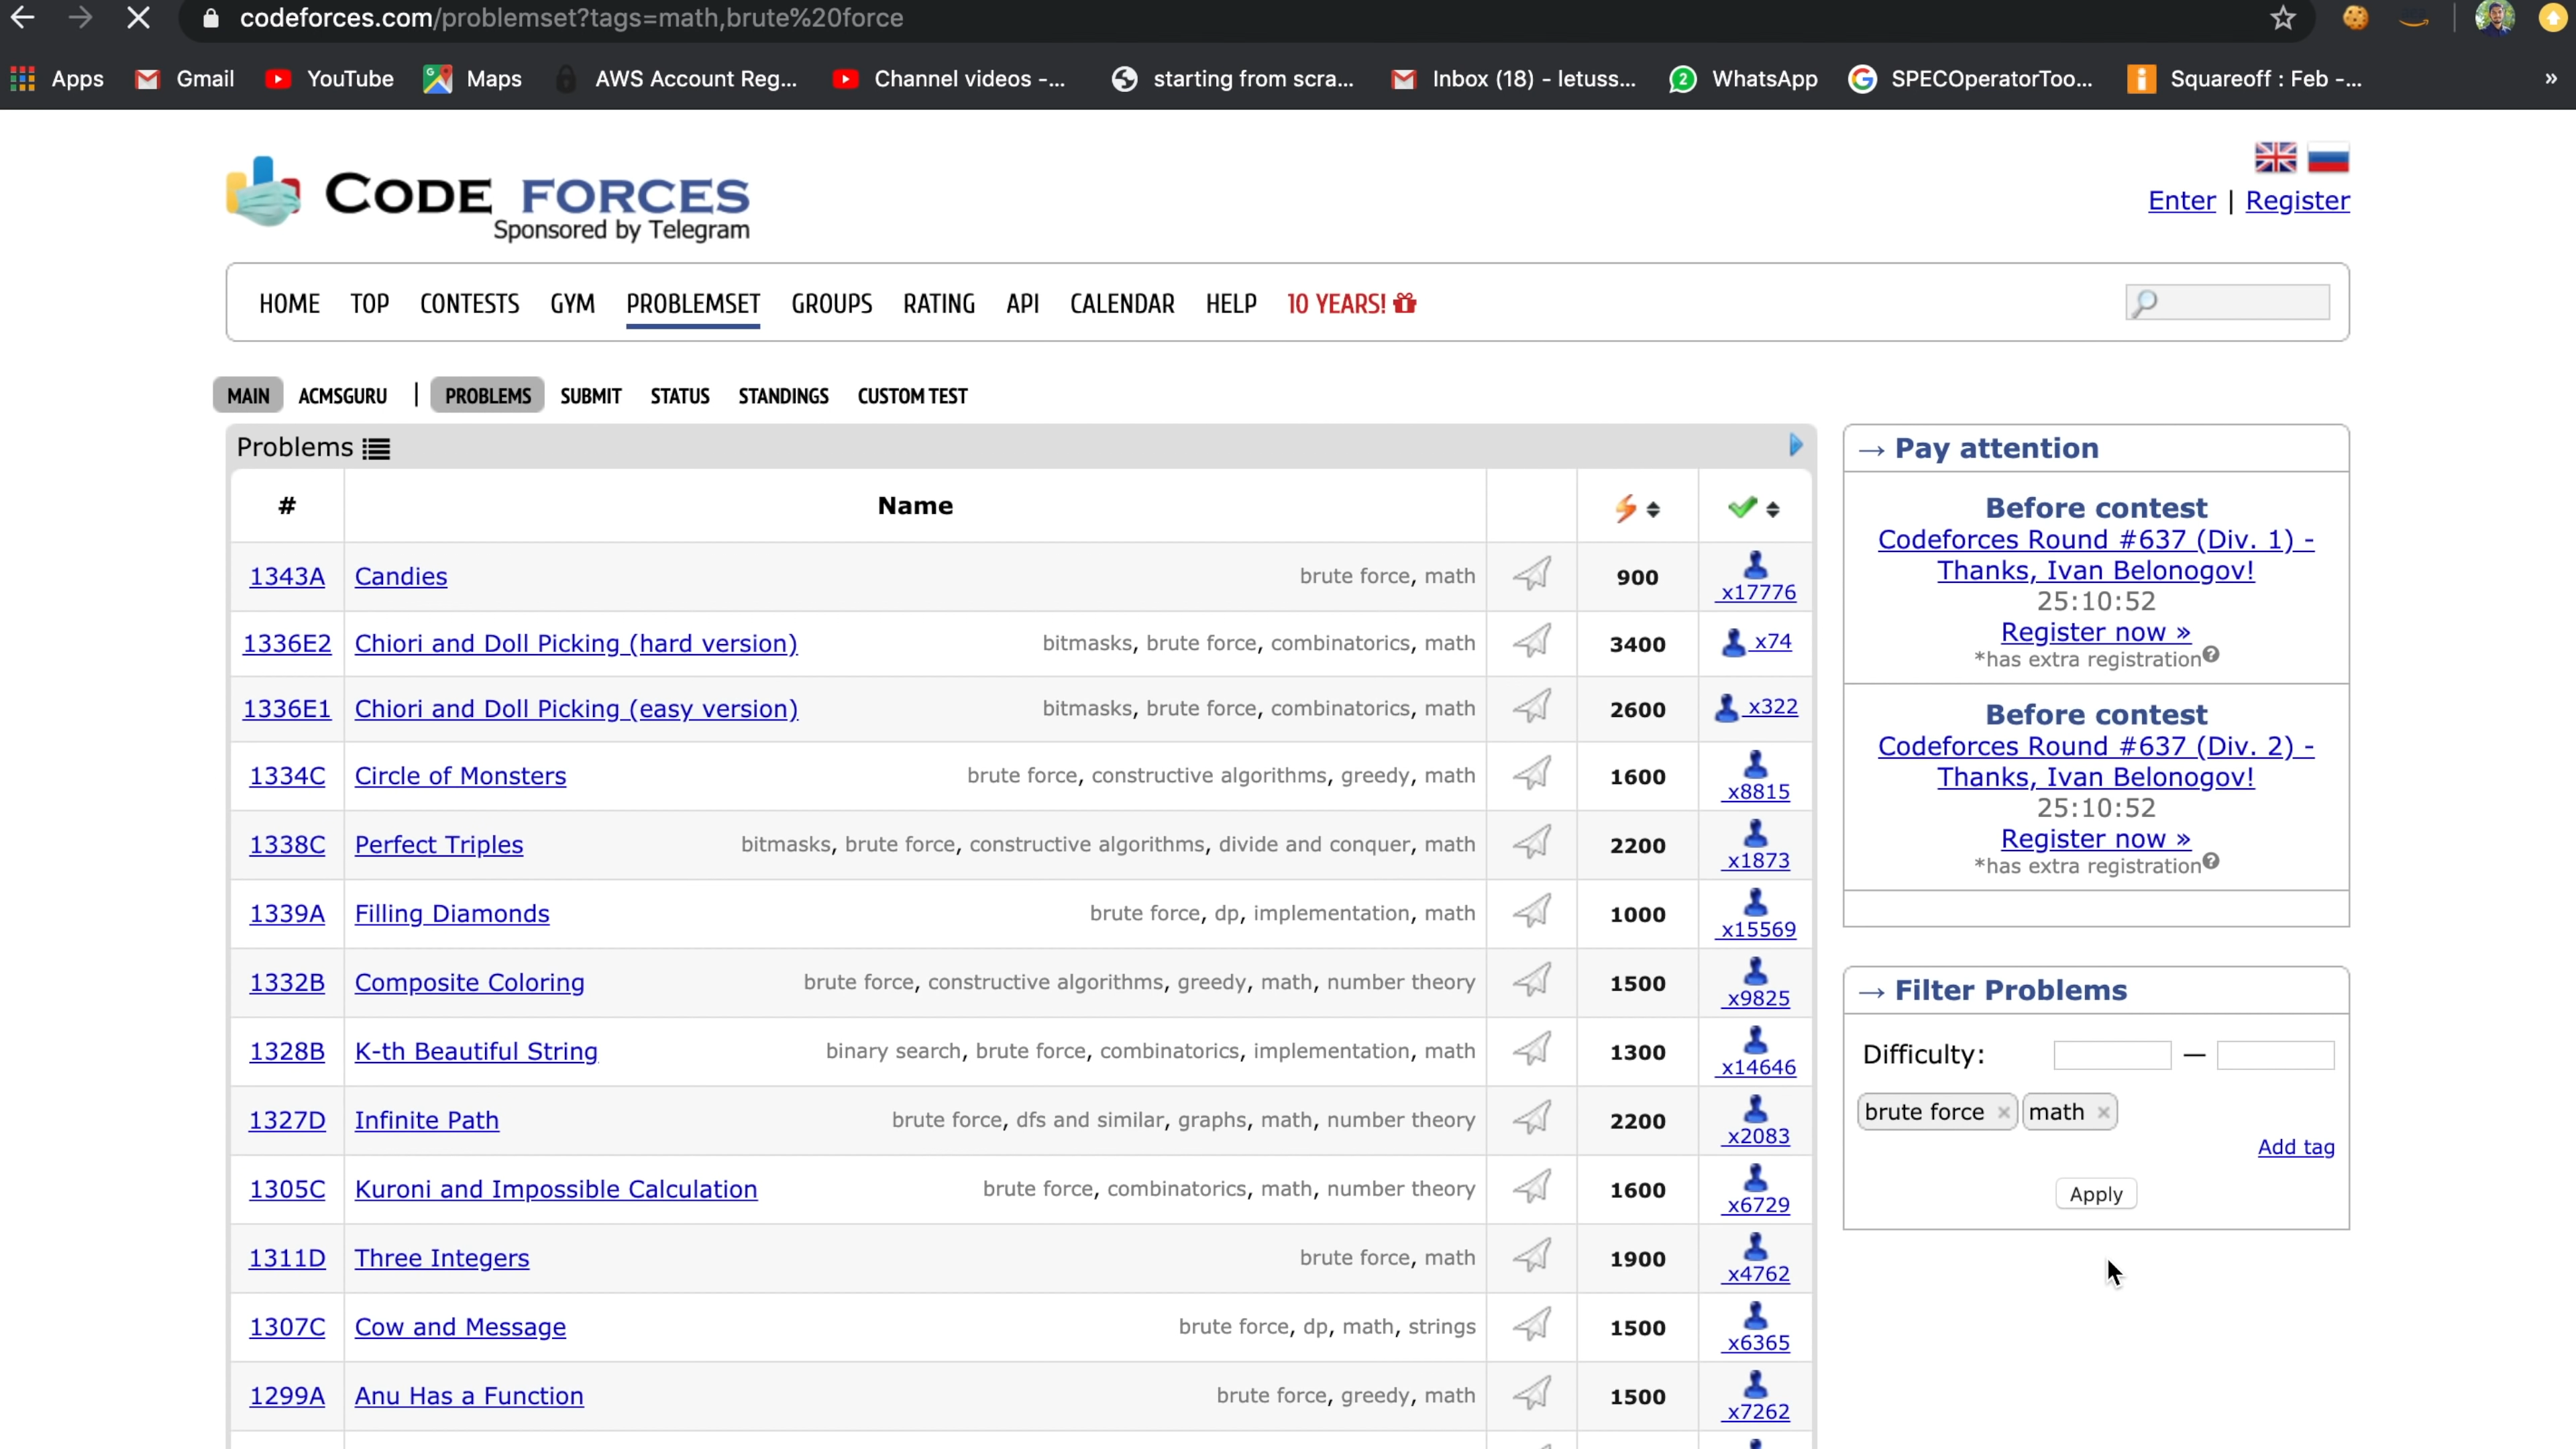 codeforces.com/problemset?tags=math,brute%20force
Apps Gmail YouTube Maps AWS Account Reg... Channel videos -... starting from scra... Inbox (18) - letuss... 2 WhatsApp SPECOperatorToo... Squareoff : Feb -... »
CODE FORCES
Sponsored by Telegram
Enter | Register
HOME TOP CONTESTS GYM PROBLEMSET GROUPS RATING API CALENDAR HELP 10 YEARS!
MAIN ACMSGURU | PROBLEMS SUBMIT STATUS STANDINGS CUSTOM TEST
Problems
# Name
1343A Candies brute force, math 900 x17776
1336E2 Chiori and Doll Picking (hard version) bitmasks, brute force, combinatorics, math 3400 x74
1336E1 Chiori and Doll Picking (easy version) bitmasks, brute force, combinatorics, math 2600 x322
1334C Circle of Monsters brute force, constructive algorithms, greedy, math 1600 x8815
1338C Perfect Triples bitmasks, brute force, constructive algorithms, divide and conquer, math 2200 x1873
1339A Filling Diamonds brute force, dp, implementation, math 1000 x15569
1332B Composite Coloring brute force, constructive algorithms, greedy, math, number theory 1500 x9825
1328B K-th Beautiful String binary search, brute force, combinatorics, implementation, math 1300 x14646
1327D Infinite Path brute force, dfs and similar, graphs, math, number theory 2200 x2083
1305C Kuroni and Impossible Calculation brute force, combinatorics, math, number theory 1600 x6729
1311D Three Integers brute force, math 1900 x4762
1307C Cow and Message brute force, dp, math, strings 1500 x6365
1299A Anu Has a Function brute force, greedy, math 1500 x7262
→ Pay attention
Before contest
Codeforces Round #637 (Div. 1) -
Thanks, Ivan Belonogov!
25:10:52
Register now »
*has extra registration?
Before contest
Codeforces Round #637 (Div. 2) -
Thanks, Ivan Belonogov!
25:10:52
Register now »
*has extra registration?
→ Filter Problems
Difficulty: —
brute force × math ×
Add tag
Apply